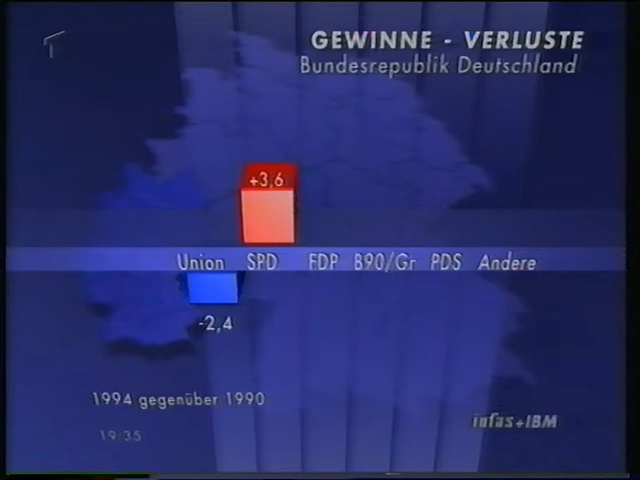 GEWINNE - VERLUSTE
Bundesrepublik Deutschland
+3,6
Union SPD FDP B90/Gr PDS Andere
-2,4
1994 gegenüber 1990
infas+IBM
19:35